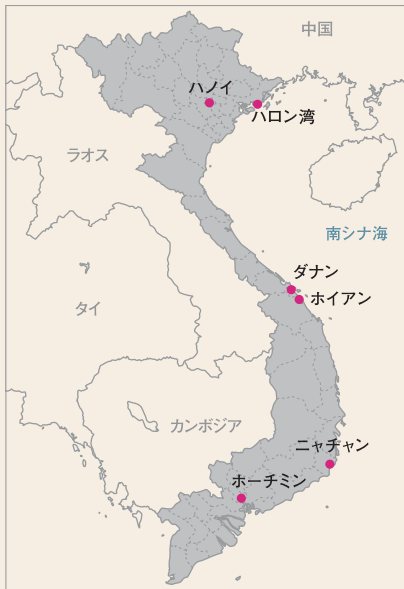 中国
ハノイ
ハロン湾
ラオス
南シナ海
ダナン
ホイアン
タイ
カンボジア
ニャチャン
ホーチミン